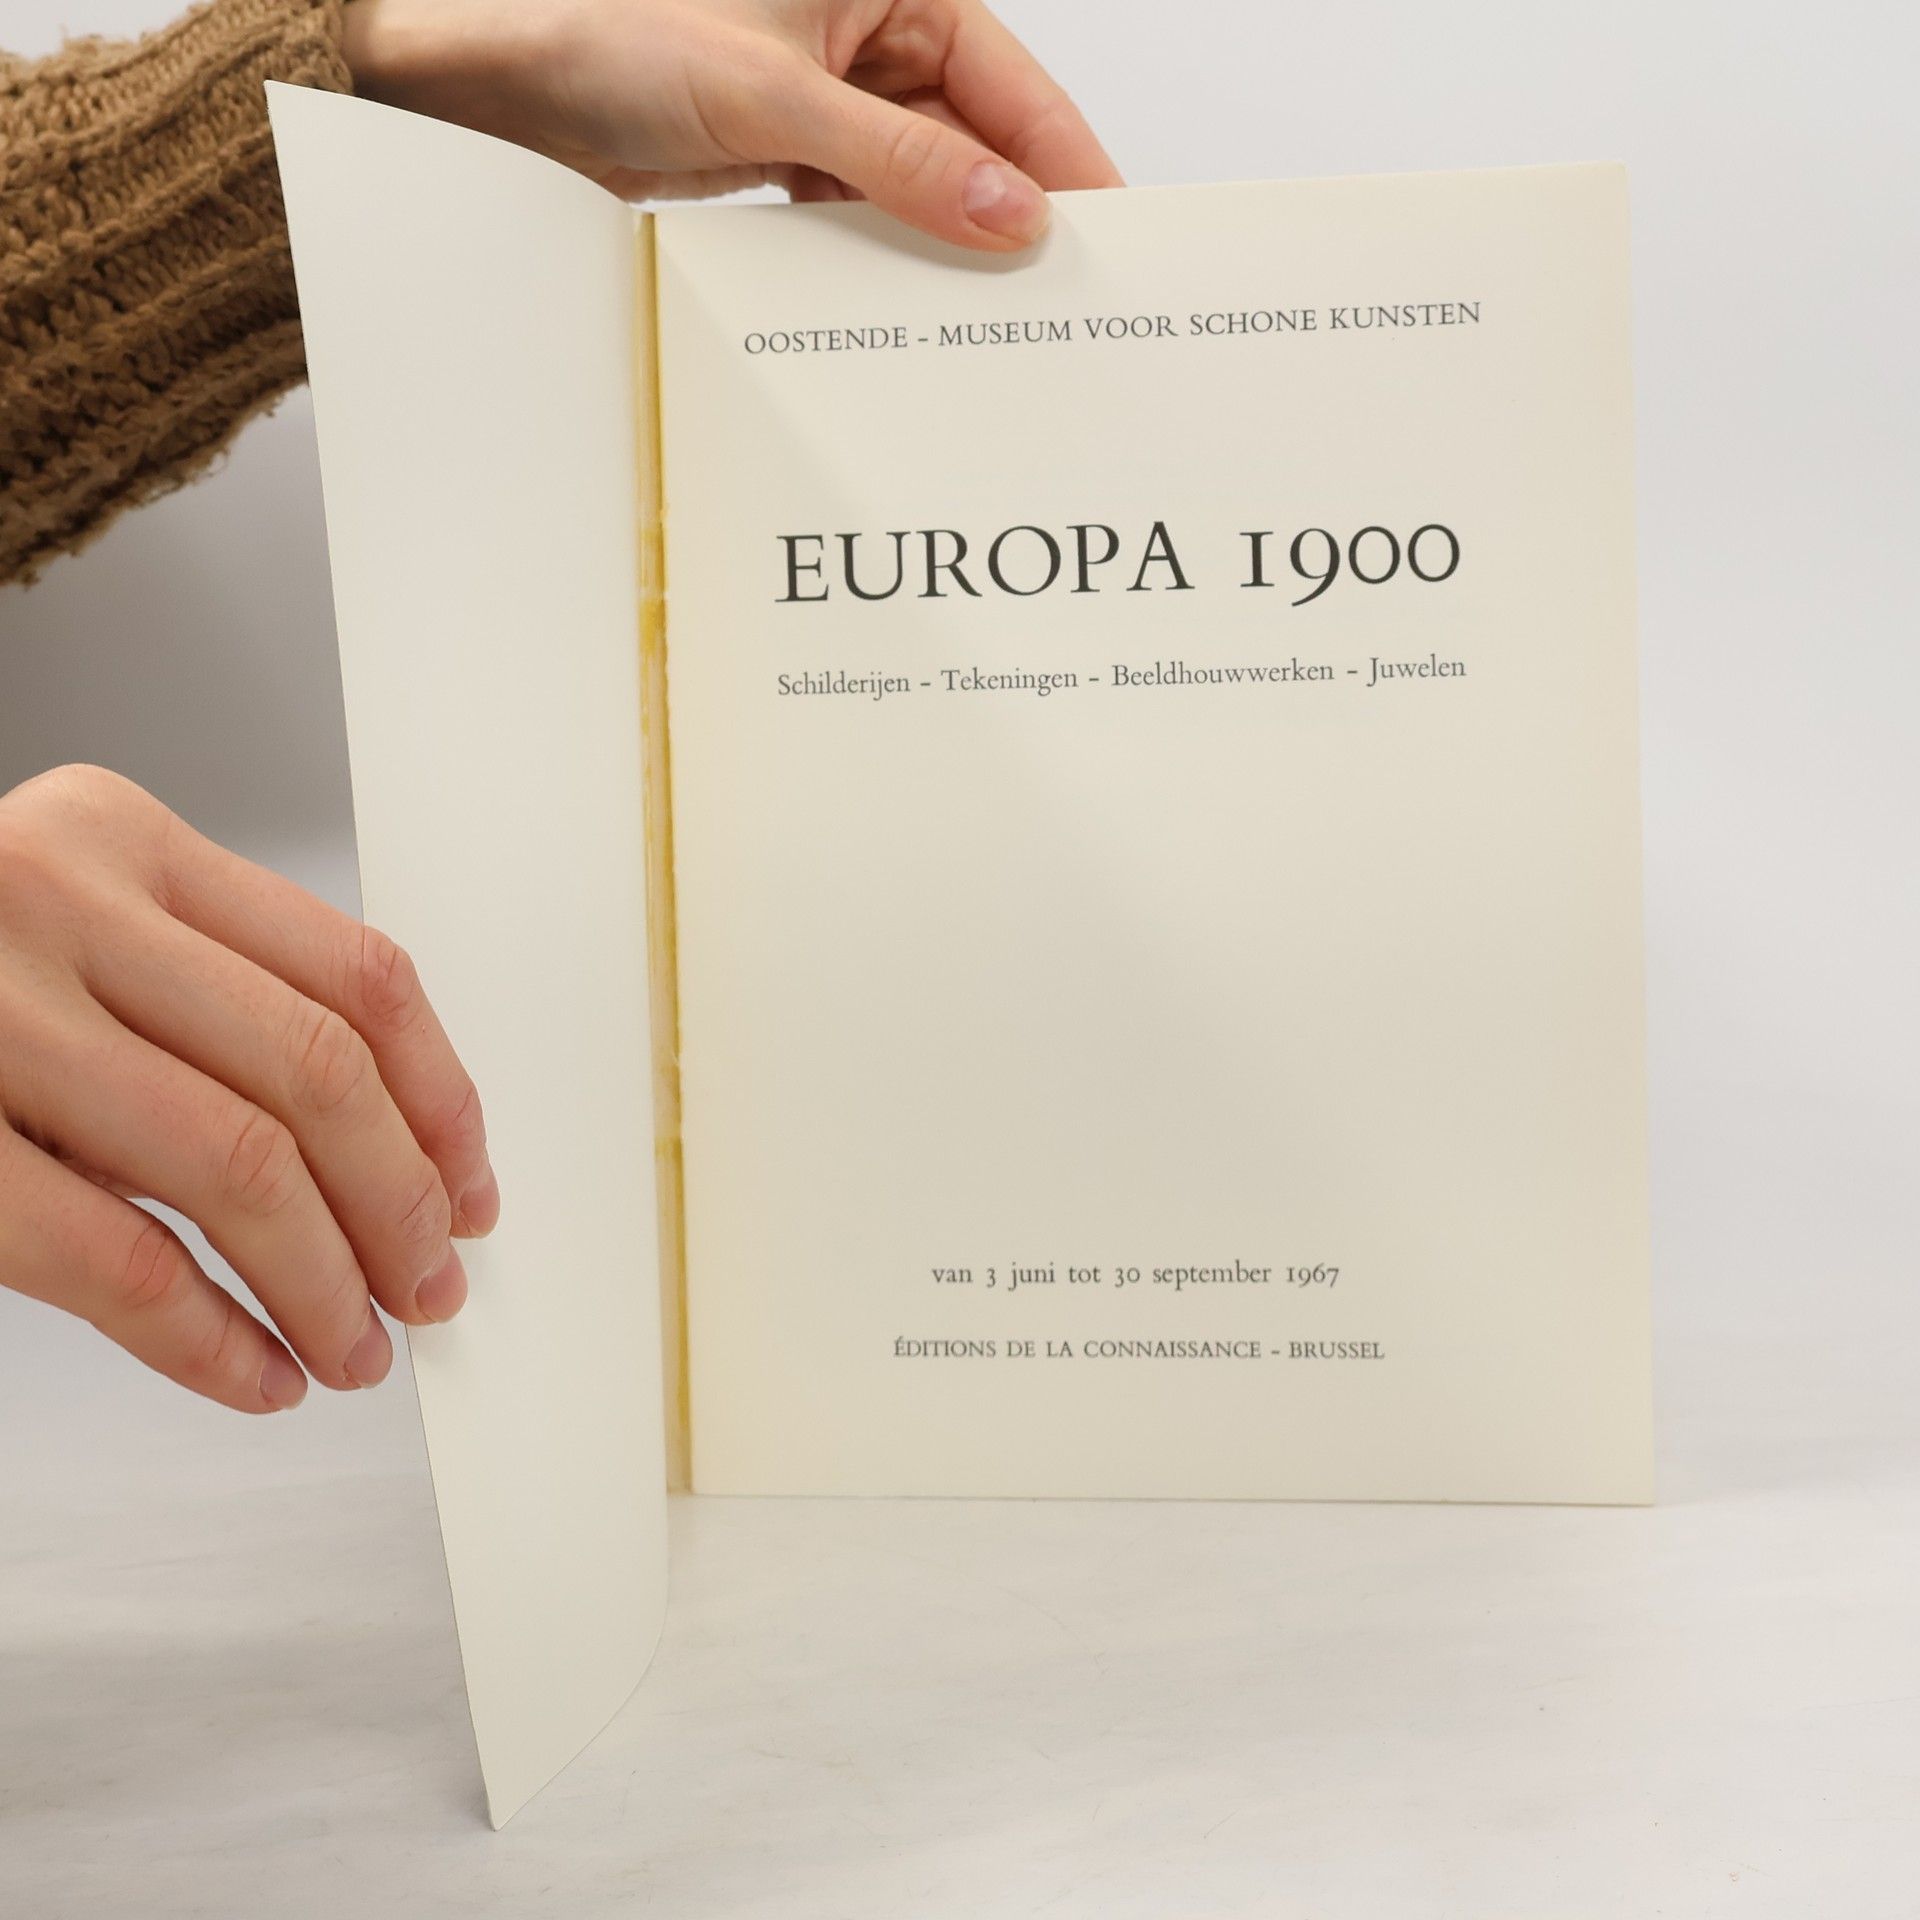 OOSTENDE - MUSEUM VOOR SCHONE KUNSTEN
EUROPA 1900
Schilderijen - Tekeningen - Beeldhouwwerken - Juwelen
van 3 juni tot 30 september 1967
ÉDITIONS DE LA CONNAISSANCE - BRUSSEL